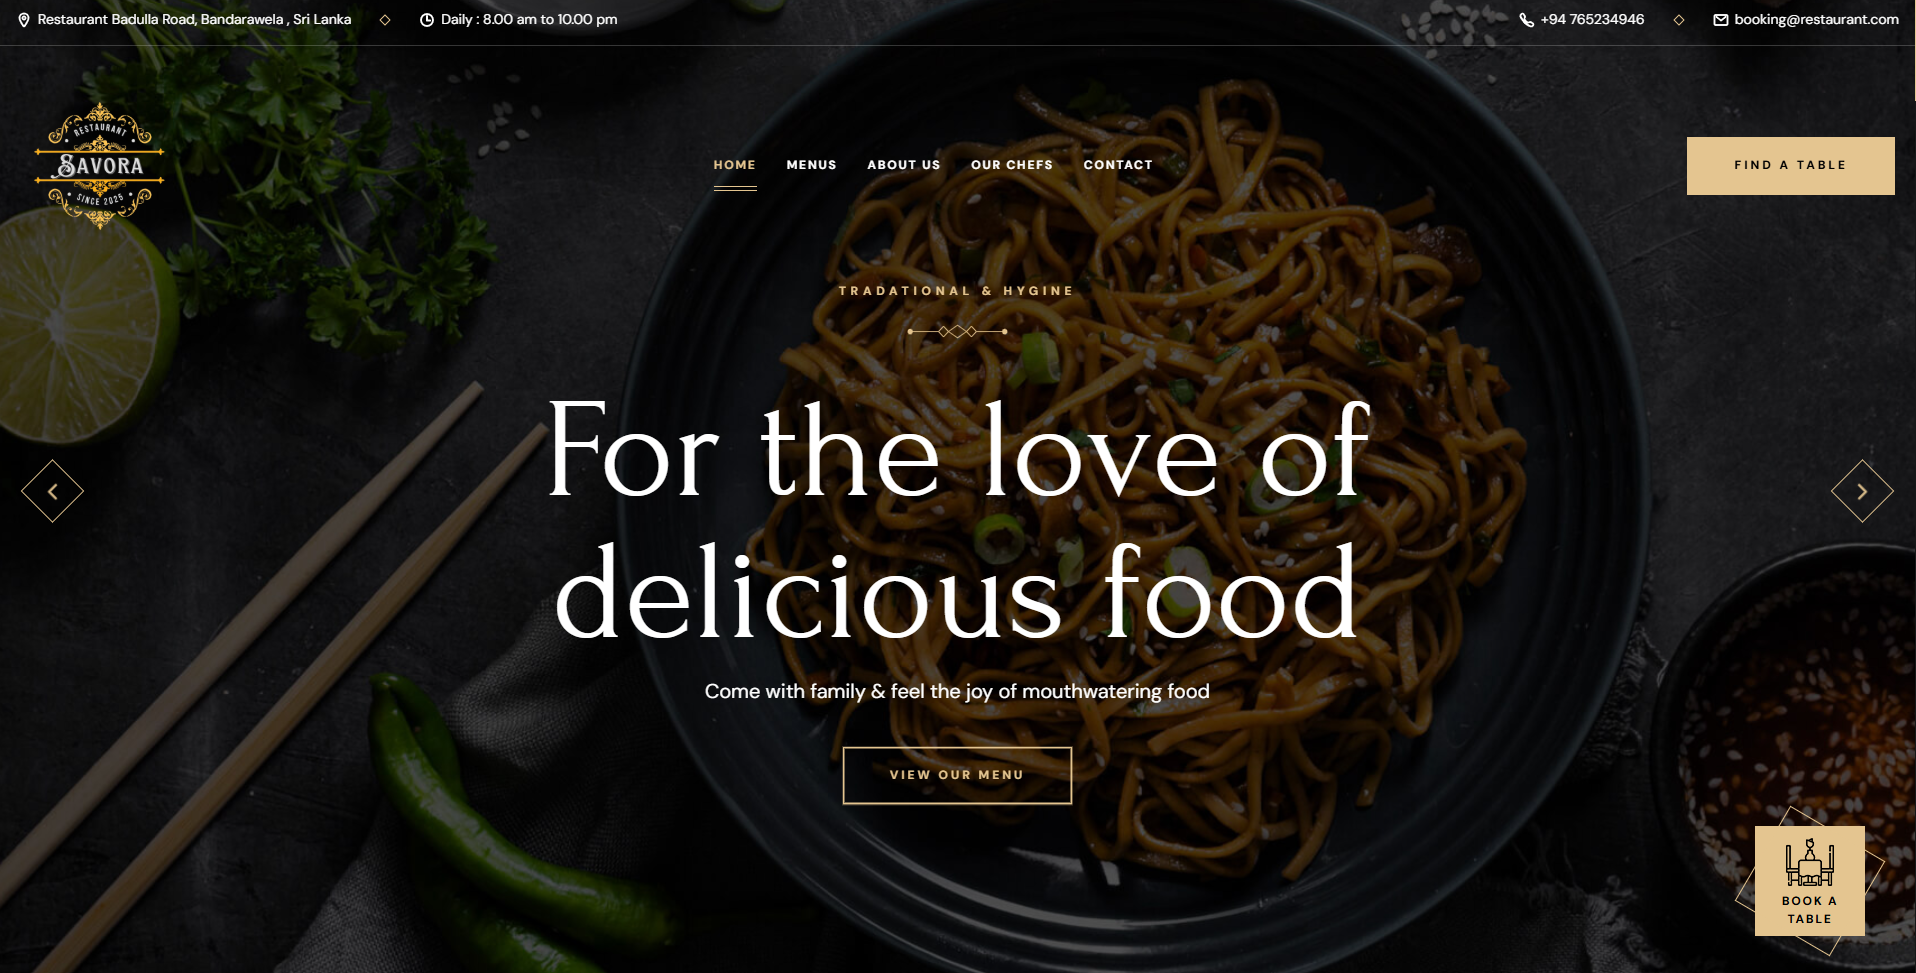 Restaurant Badulla Road, Bandarawela , Sri Lanka
Daily : 8.00 am to 10.00 pm
+94 765234946
booking@restaurant.com
RESTAURANT
SAVORA
SINCE 2025
HOME
MENUS
ABOUT US
OUR CHEFS
CONTACT
FIND A TABLE
TRADATIONAL & HYGINE
For the love of
delicious food
Come with family & feel the joy of mouthwatering food
VIEW OUR MENU
BOOK A
TABLE